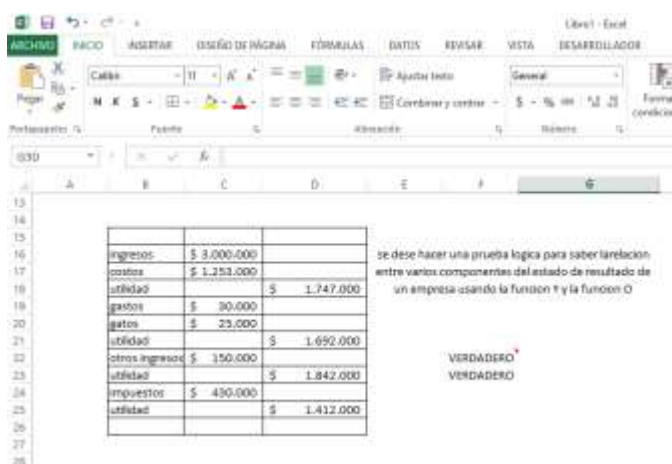 Libro1 - Excel
ARCHIVO INICIO INSERTAR DISEÑO DE PÁGINA FÓRMULAS DATOS REVISAR VISTA DESARROLLADOR
Calibri 11 Ajustar texto General
Pegar N K S Combinar y centrar $ - %
Portapapeles Fuente Alineación Número
G30 fx
A B C D E F G
13
14
15
16 ingresos $ 3.000.000 se dese hacer una prueba logica para saber larelacion
17 costos $ 1.253.000 entre varios componentes del estado de resultado de
18 utilidad $ 1.747.000 un empresa usando la funcion Y y la funcion O
19 gastos $ 30.000
20 gatos $ 25.000
21 utilidad $ 1.692.000
22 otros ingresos $ 150.000 VERDADERO
23 utilidad $ 1.842.000 VERDADERO
24 impuestos $ 430.000
25 utilidad $ 1.412.000
26
27
28